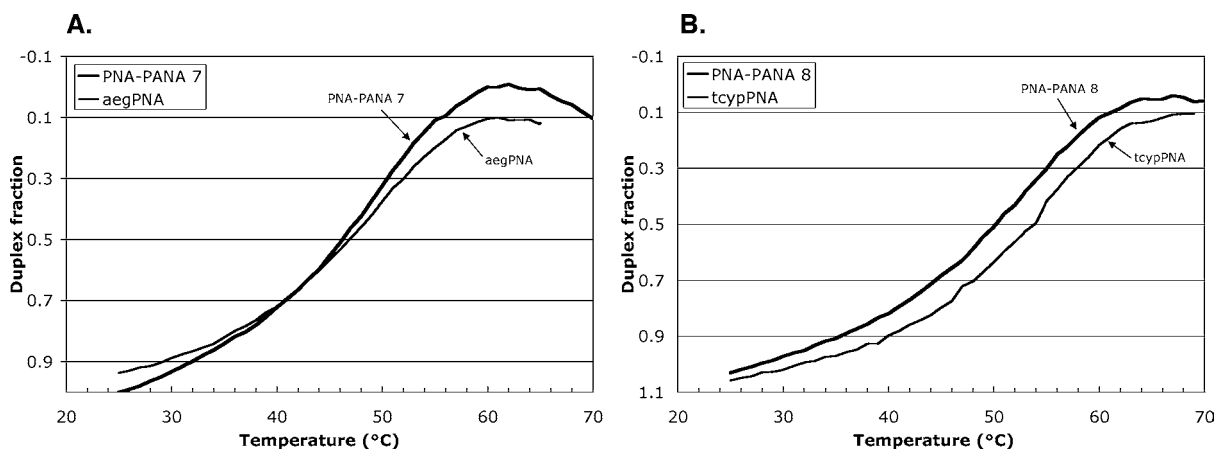 A.
-0.1
0.1
0.3
0.5
0.7
0.9
Duplex fraction
PNA-PANA 7
aegPNA
PNA-PANA 7
aegPNA
20 30 40 50 60 70
Temperature (°C)
B.
-0.1
0.1
0.3
0.5
0.7
0.9
1.1
Duplex fraction
PNA-PANA 8
tcypPNA
PNA-PANA 8
tcypPNA
20 30 40 50 60 70
Temperature (°C)